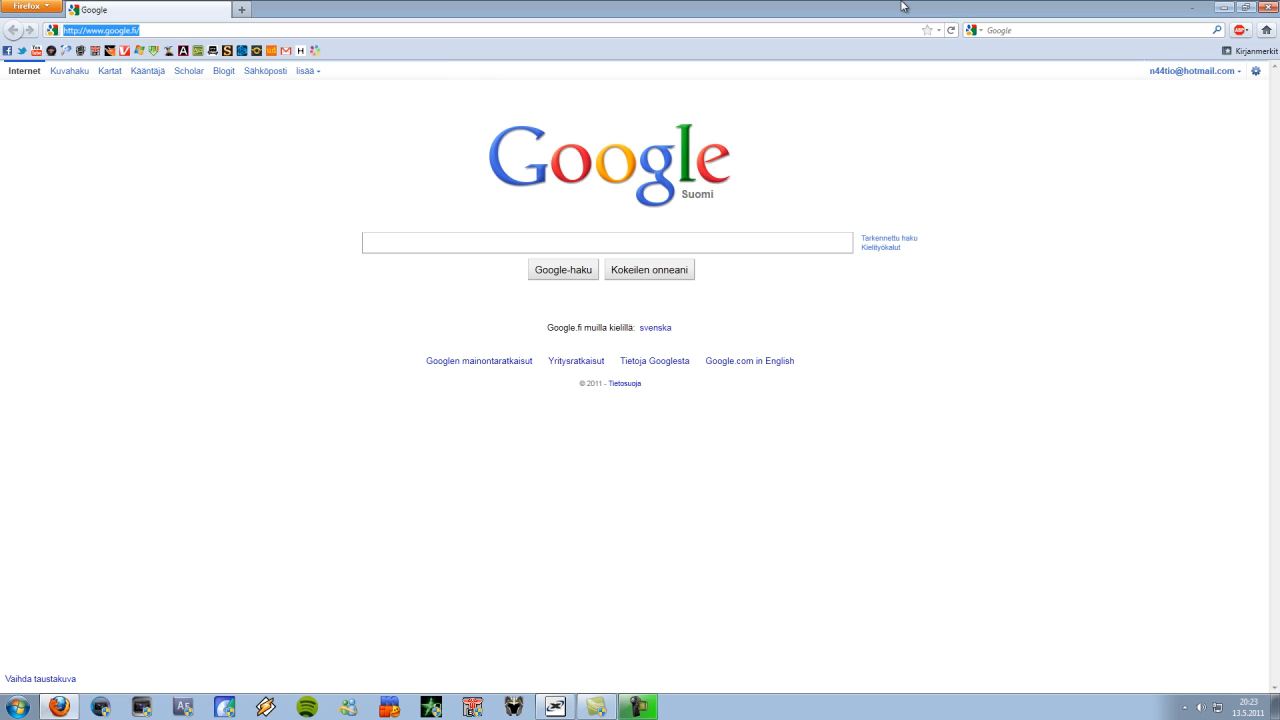 Firefox
Google
http://www.google.fi/
Google
Kirjanmerkit
Internet Kuvahaku Kartat Kääntäjä Scholar Blogit Sähköposti lisää
n44tio@hotmail.com
Google
Suomi
Tarkennettu haku
Kielityökalut
Google-haku Kokeilen onneani
Google.fi muilla kielillä: svenska
Googlen mainontaratkaisut Yritysratkaisut Tietoja Googlesta Google.com in English
© 2011 - Tietosuoja
Vaihda taustakuva
20:23
13.5.2011